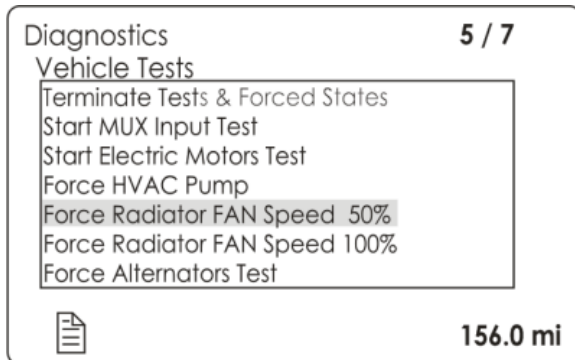 Diagnostics 5 / 7
Vehicle Tests
Terminate Tests & Forced States
Start MUX Input Test
Start Electric Motors Test
Force HVAC Pump
Force Radiator FAN Speed 50%
Force Radiator FAN Speed 100%
Force Alternators Test
156.0 mi